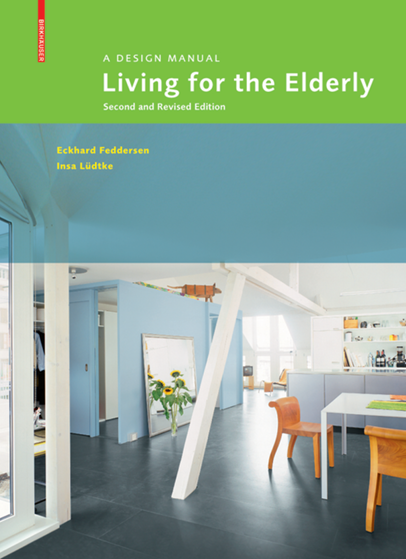 BIRKHÄUSER
A DESIGN MANUAL
Living for the Elderly
Second and Revised Edition
Eckhard Feddersen
Insa Lüdtke